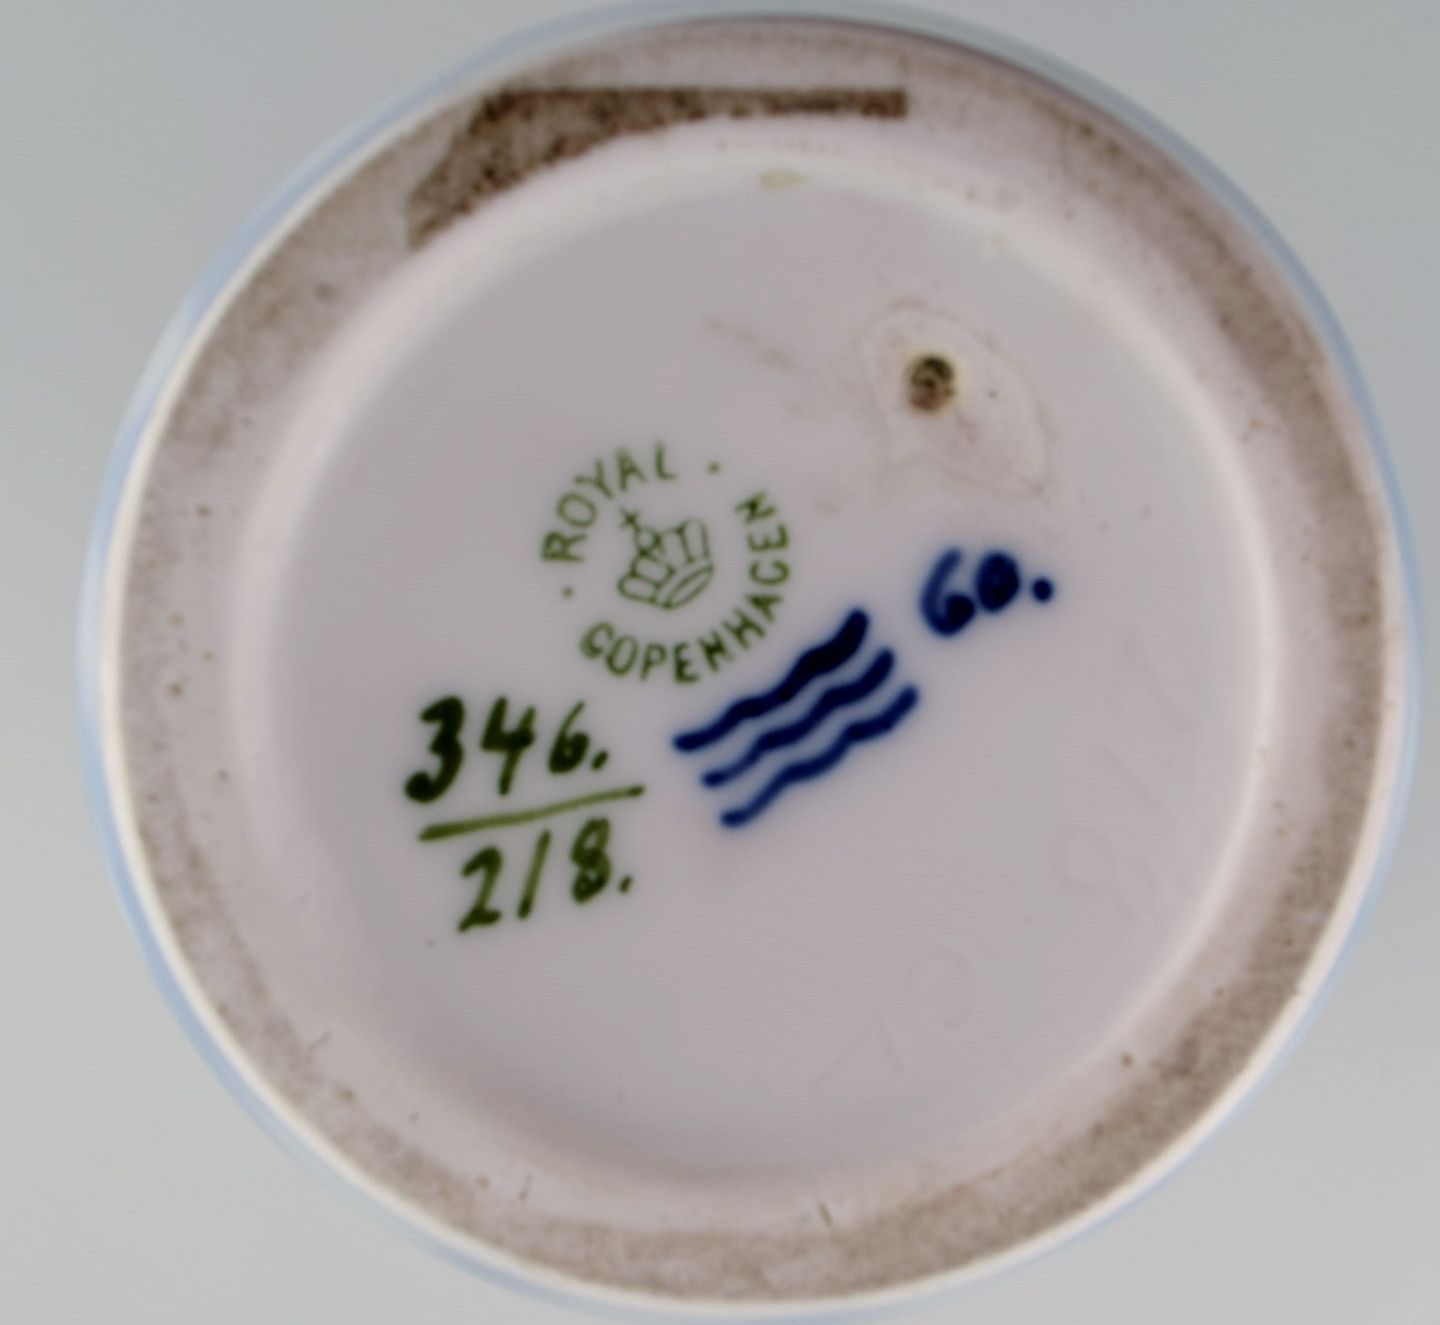 ROYAL
COPENHAGEN
60.
346.
218.